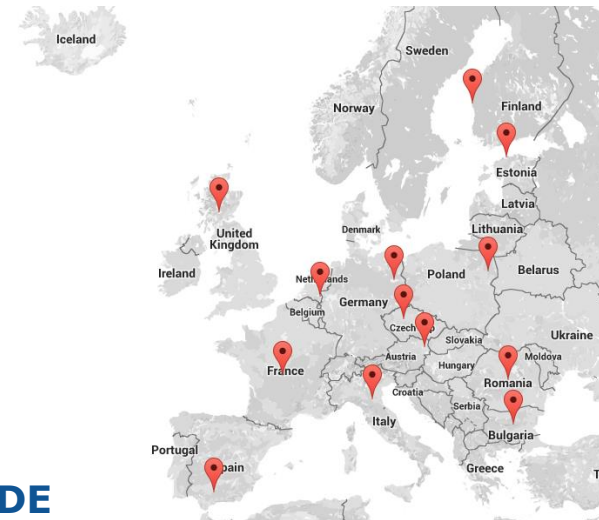 Iceland
Sweden
Norway
Finland
Estonia
Latvia
Denmark
Lithuania
United
Kingdom
Ireland
Poland
Belarus
Germany
Belgium
Ukraine
Slovakia
Austria
Moldova
France
Hungary
Romania
Croatia
Serbia
Italy
Bulgaria
Portugal
Greece
DE